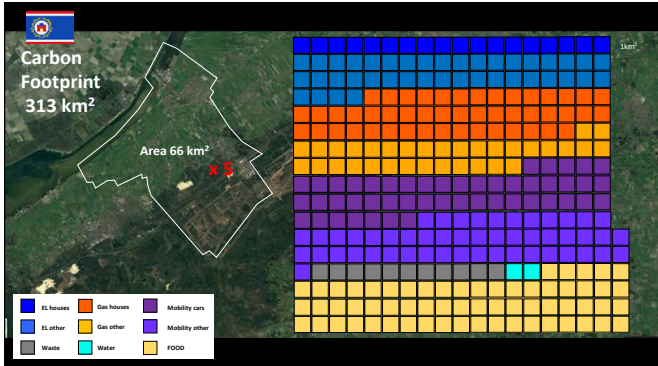 Carbon
Footprint
313 km²
1km²
Area 66 km²
x 5
EL houses
Gas houses
Mobility cars
EL other
Gas other
Mobility other
Waste
Water
FOOD